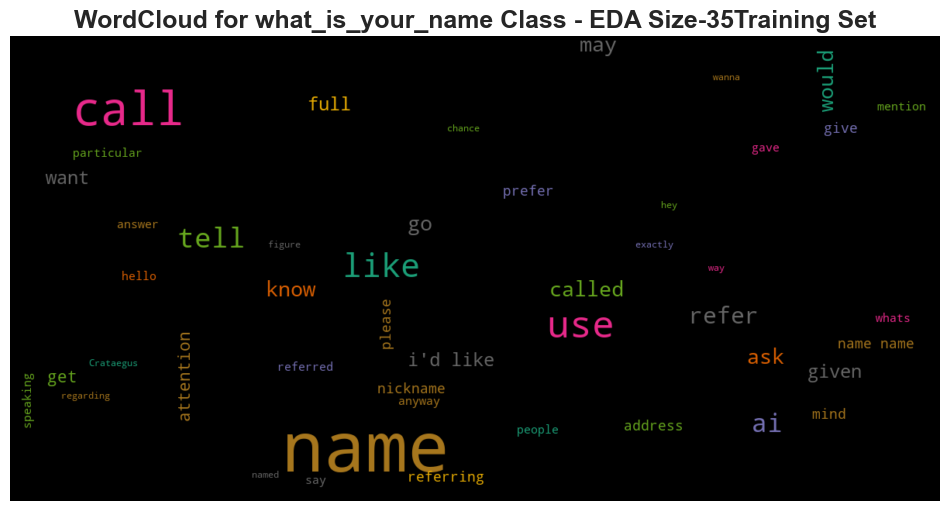 WordCloud for what_is_your_name Class - EDA Size-35Training Set
may
wanna
would
call
full
mention
chance
give
particular
gave
want
prefer
hey
answer
go
tell
figure
exactly
like
way
hello
know
called
please
refer
use
whats
name name
attention
Crataegus
referred
i'd like
ask
given
get
speaking
regarding
nickname
anyway
mind
people
address
ai
name
named
say
referring